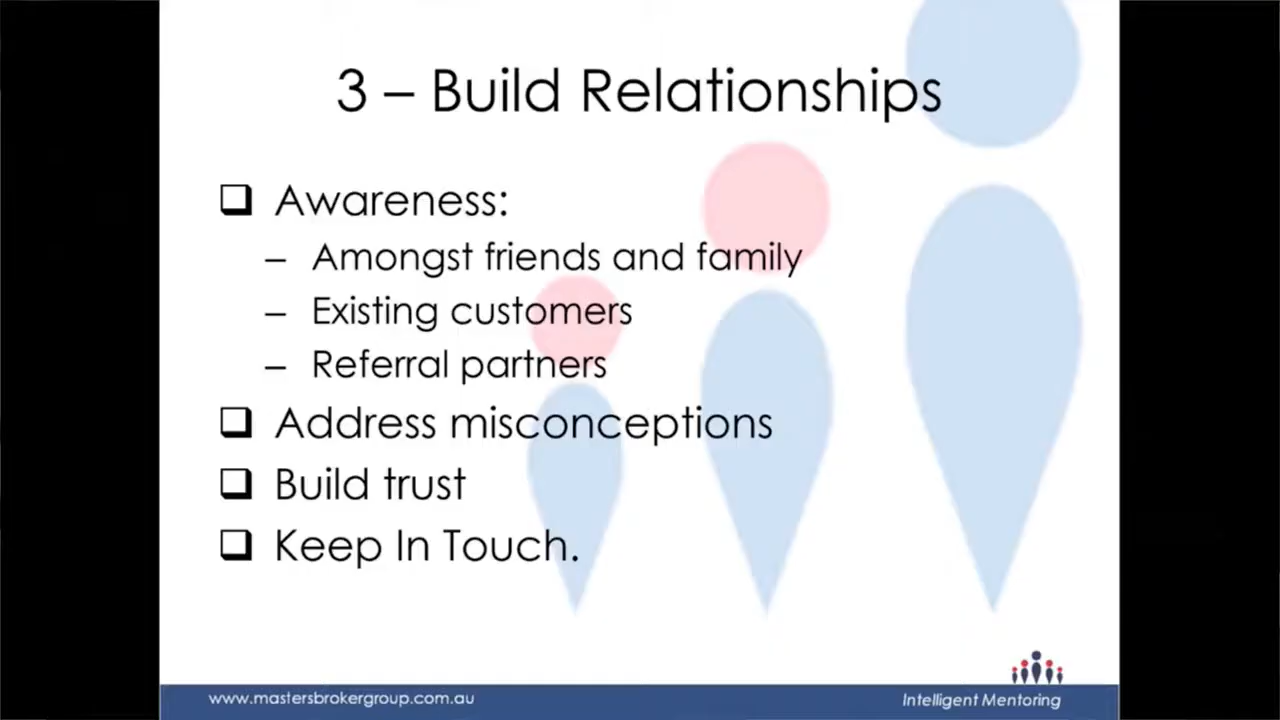 3 – Build Relationships
❑ Awareness:
– Amongst friends and family
– Existing customers
– Referral partners
❑ Address misconceptions
❑ Build trust
❑ Keep In Touch.
www.mastersbrokergroup.com.au
Intelligent Mentoring